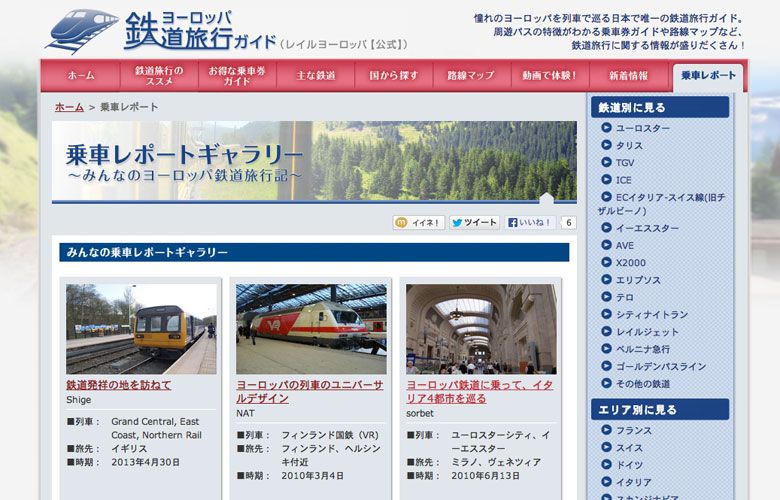 ヨーロッパ
鉄道旅行ガイド(レイルヨーロッパ【公式】)
憧れのヨーロッパを列車で巡る日本で唯一の鉄道旅行ガイド。
周遊パスの特徴がわかる乗車券ガイドや路線マップなど、
鉄道旅行に関する情報が盛りだくさん!
ホーム
鉄道旅行の
ススメ
お得な乗車券
ガイド
主な鉄道
国から探す
路線マップ
動画で体験!
新着情報
乗車レポート
ホーム > 乗車レポート
乗車レポートギャラリー
~みんなのヨーロッパ鉄道旅行記~
m イイネ!
ツイート
いいね!
6
みんなの乗車レポートギャラリー
鉄道発祥の地を訪ねて
Shige
■列車: Grand Central, East
Coast, Northern Rail
■旅先: イギリス
■時期: 2013年4月30日
ヨーロッパの列車のユニバーサ
ルデザイン
NAT
■列車: フィンランド国鉄(VR)
■旅先: フィンランド、ヘルシン
キ付近
■時期: 2010年3月4日
ヨーロッパ鉄道に乗って、イタ
リア4都市を巡る
sorbet
■列車: ユーロスターシティ、イ
ーエススター
■旅先: ミラノ、ヴェネツィア
■時期: 2010年6月13日
鉄道別に見る
ユーロスター
タリス
TGV
ICE
ECイタリア-スイス線(旧チ
ザルピーノ)
イーエススター
AVE
X2000
エリプソス
テロ
シティナイトラン
レイルジェット
ベルニナ急行
ゴールデンパスライン
その他の鉄道
エリア別に見る
フランス
スイス
ドイツ
イタリア
スカンジナビア